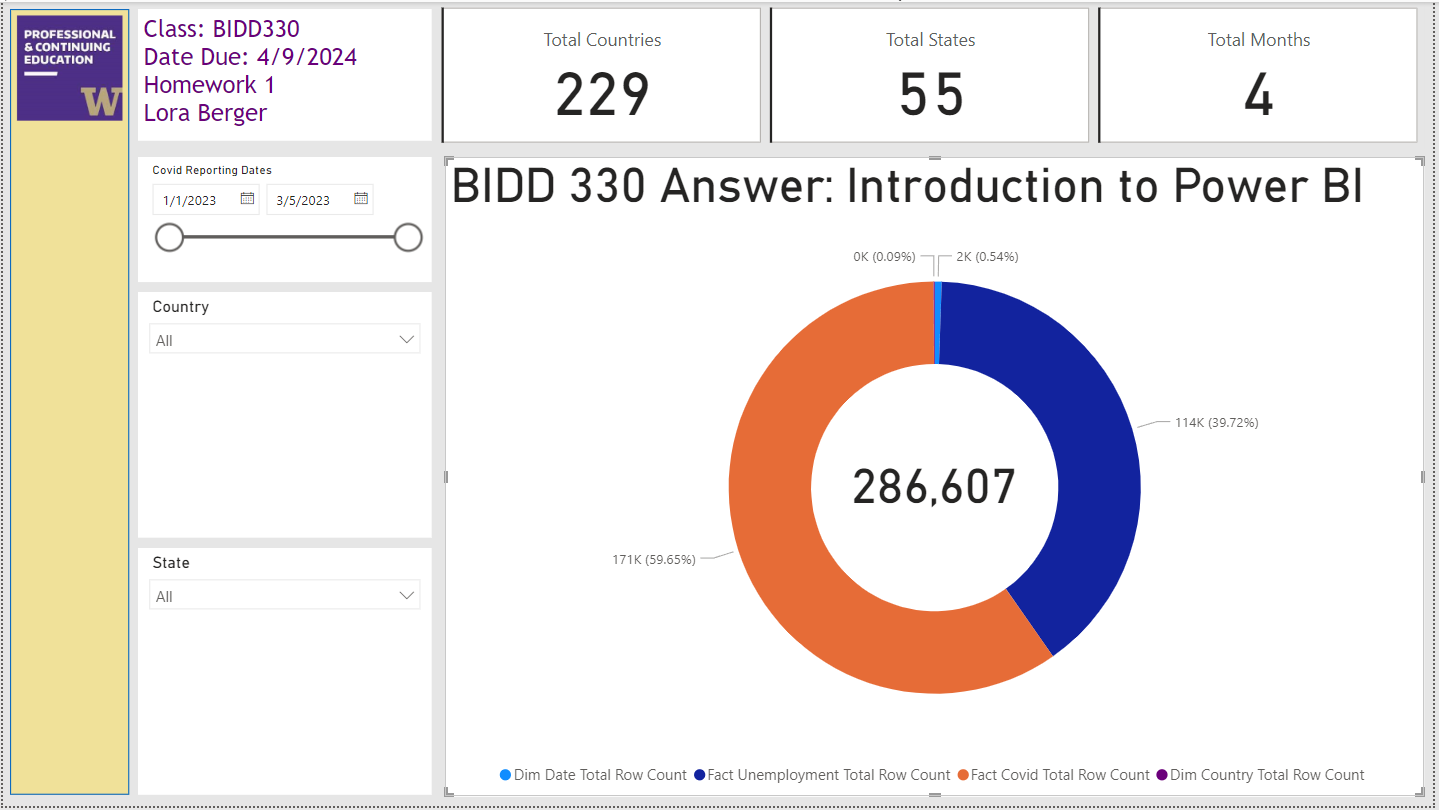 PROFESSIONAL
& CONTINUING
EDUCATION
W
Class: BIDD330
Date Due: 4/9/2024
Homework 1
Lora Berger
Total Countries
229
Total States
55
Total Months
4
Covid Reporting Dates
1/1/2023
3/5/2023
Country
All
State
All
BIDD 330 Answer: Introduction to Power BI
0K (0.09%)
2K (0.54%)
114K (39.72%)
286,607
171K (59.65%)
Dim Date Total Row Count
Fact Unemployment Total Row Count
Fact Covid Total Row Count
Dim Country Total Row Count